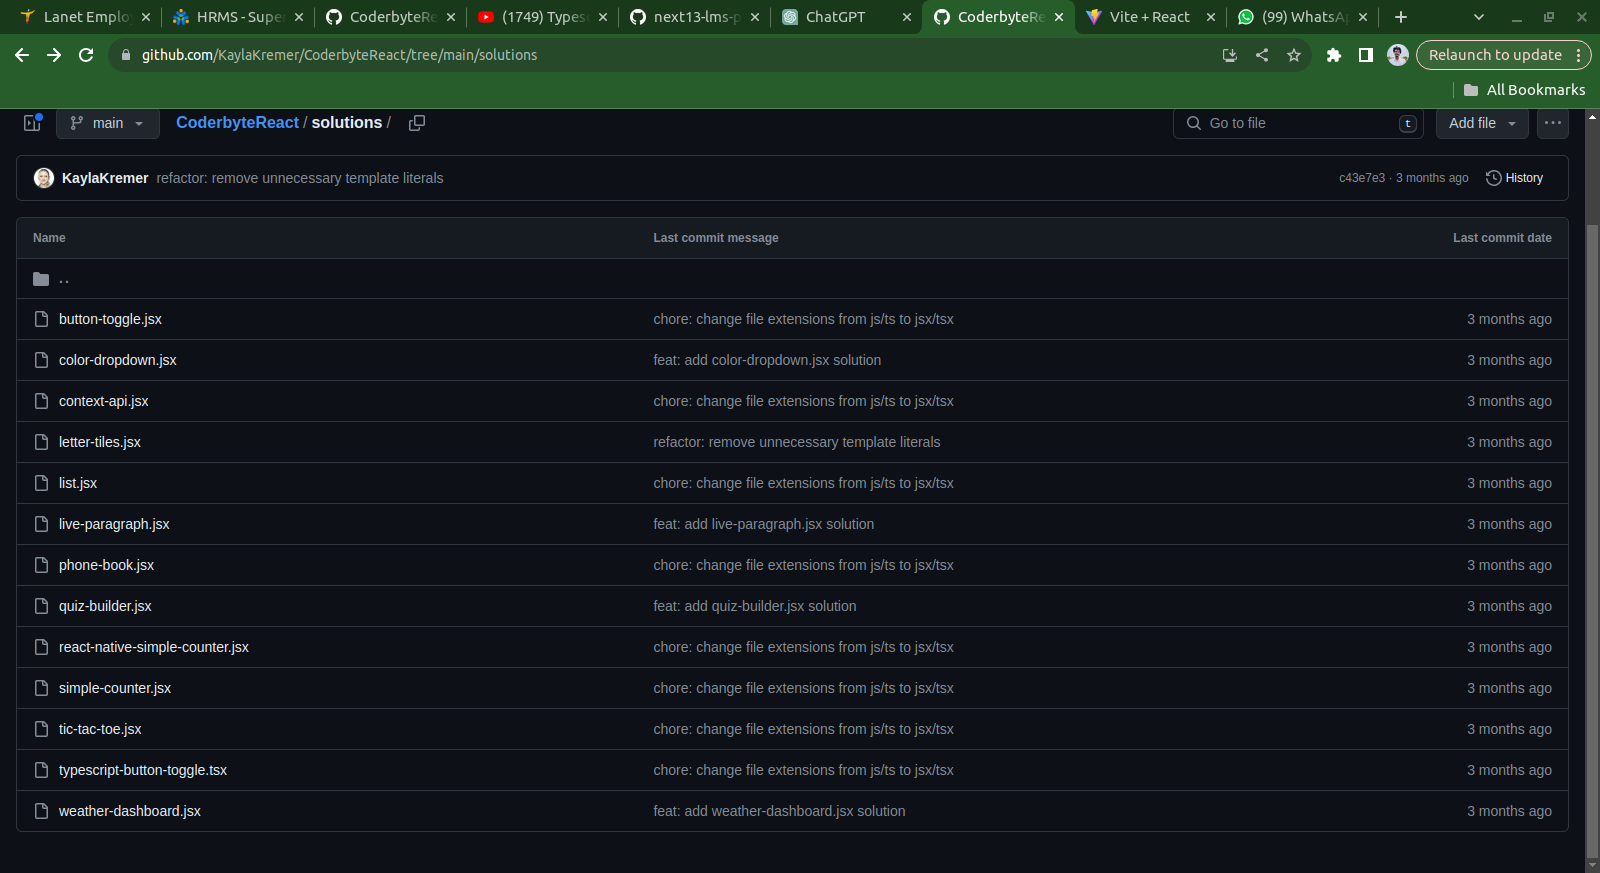 Lanet Emplo HRMS - Super CoderbyteRe (1749) Types next13-lms-p ChatGPT CoderbyteRe Vite + React (99) WhatsAp
github.com/KaylaKremer/CoderbyteReact/tree/main/solutions Relaunch to update
All Bookmarks
main CoderbyteReact / solutions / Go to file t Add file
KaylaKremer refactor: remove unnecessary template literals c43e7e3 · 3 months ago History
Name Last commit message Last commit date
..
button-toggle.jsx chore: change file extensions from js/ts to jsx/tsx 3 months ago
color-dropdown.jsx feat: add color-dropdown.jsx solution 3 months ago
context-api.jsx chore: change file extensions from js/ts to jsx/tsx 3 months ago
letter-tiles.jsx refactor: remove unnecessary template literals 3 months ago
list.jsx chore: change file extensions from js/ts to jsx/tsx 3 months ago
live-paragraph.jsx feat: add live-paragraph.jsx solution 3 months ago
phone-book.jsx chore: change file extensions from js/ts to jsx/tsx 3 months ago
quiz-builder.jsx feat: add quiz-builder.jsx solution 3 months ago
react-native-simple-counter.jsx chore: change file extensions from js/ts to jsx/tsx 3 months ago
simple-counter.jsx chore: change file extensions from js/ts to jsx/tsx 3 months ago
tic-tac-toe.jsx chore: change file extensions from js/ts to jsx/tsx 3 months ago
typescript-button-toggle.tsx chore: change file extensions from js/ts to jsx/tsx 3 months ago
weather-dashboard.jsx feat: add weather-dashboard.jsx solution 3 months ago